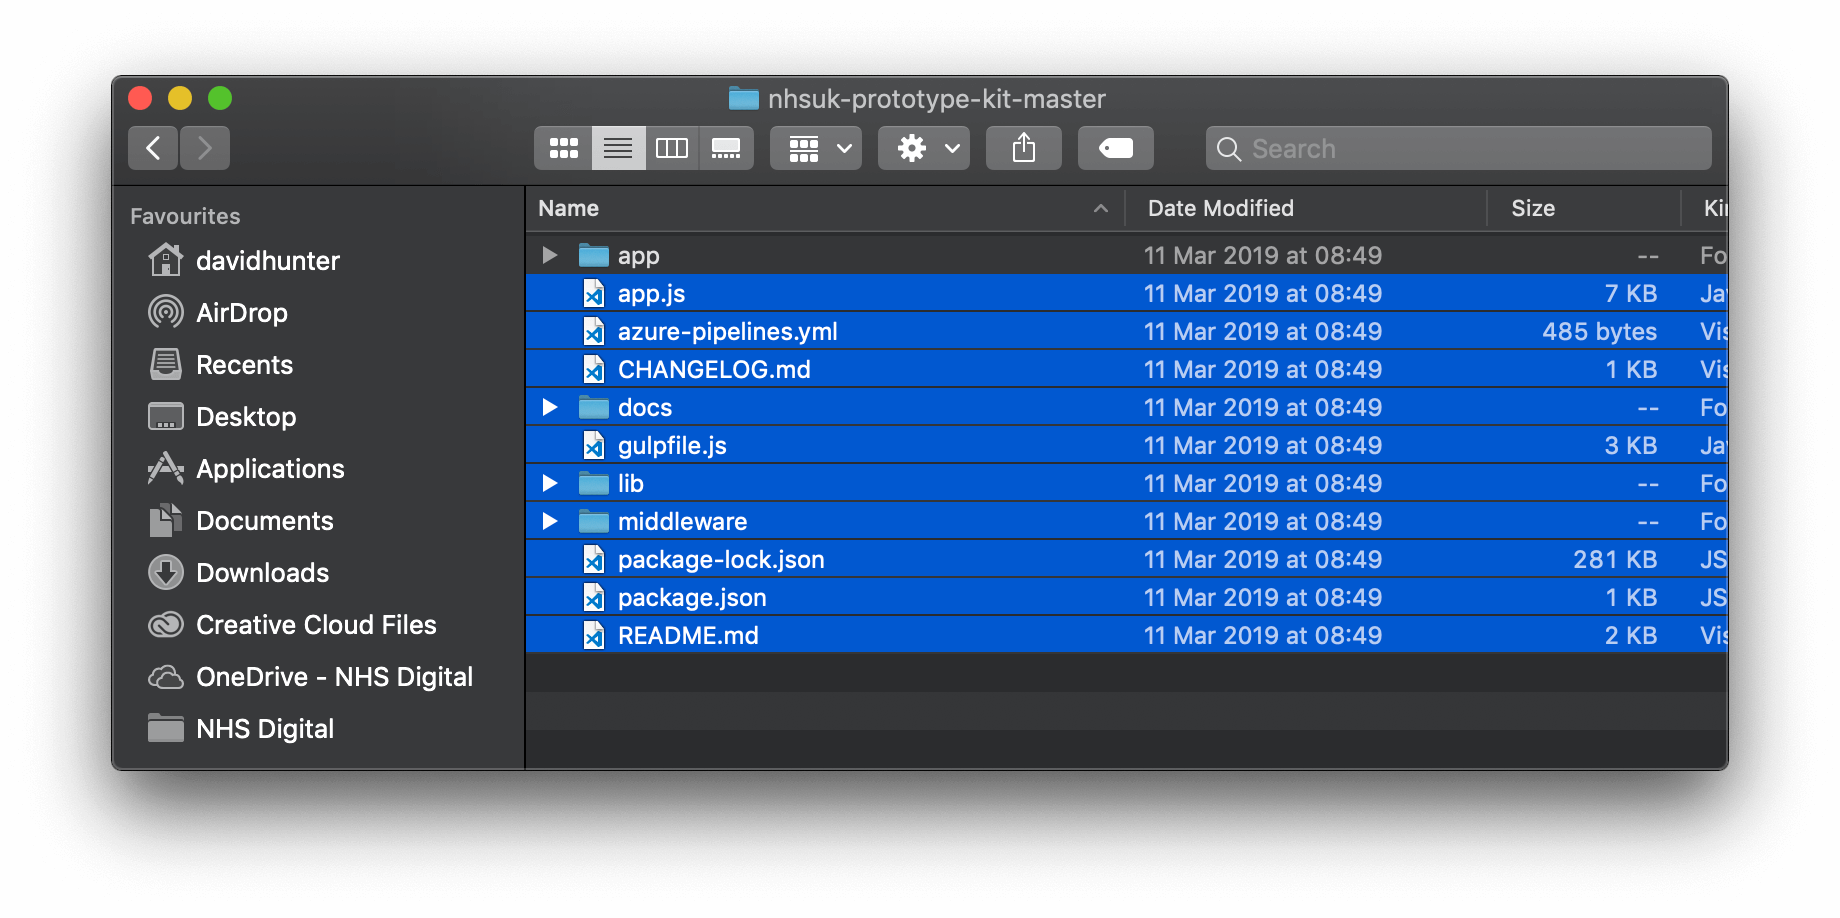 nhsuk-prototype-kit-master
Search
Favourites
davidhunter
AirDrop
Recents
Desktop
Applications
Documents
Downloads
Creative Cloud Files
OneDrive - NHS Digital
NHS Digital
Name Date Modified Size Kin
app 11 Mar 2019 at 08:49 -- Fo
app.js 11 Mar 2019 at 08:49 7 KB Ja
azure-pipelines.yml 11 Mar 2019 at 08:49 485 bytes Vis
CHANGELOG.md 11 Mar 2019 at 08:49 1 KB Vis
docs 11 Mar 2019 at 08:49 -- Fo
gulpfile.js 11 Mar 2019 at 08:49 3 KB Ja
lib 11 Mar 2019 at 08:49 -- Fo
middleware 11 Mar 2019 at 08:49 -- Fo
package-lock.json 11 Mar 2019 at 08:49 281 KB JS
package.json 11 Mar 2019 at 08:49 1 KB JS
README.md 11 Mar 2019 at 08:49 2 KB Vis